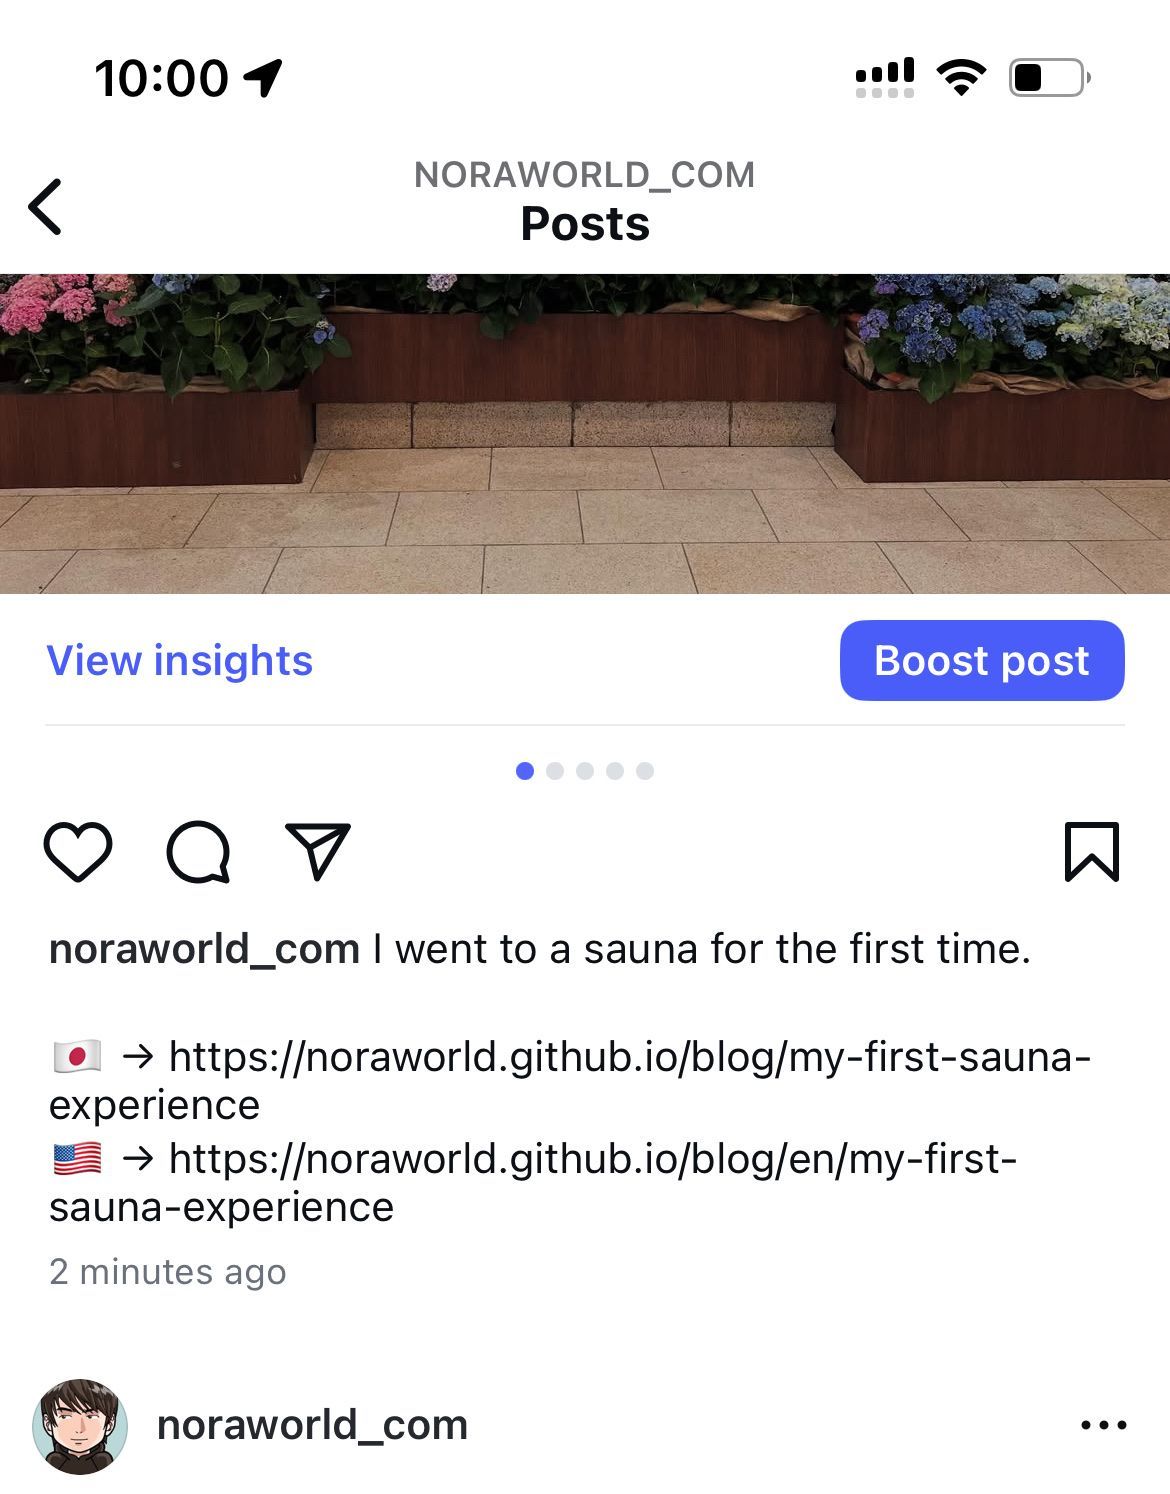 10:00
NORAWORLD_COM
Posts
View insights
Boost post
noraworld_com I went to a sauna for the first time.
🇯🇵 → https://noraworld.github.io/blog/my-first-sauna-
experience
🇺🇸 → https://noraworld.github.io/blog/en/my-first-
sauna-experience
2 minutes ago
noraworld_com